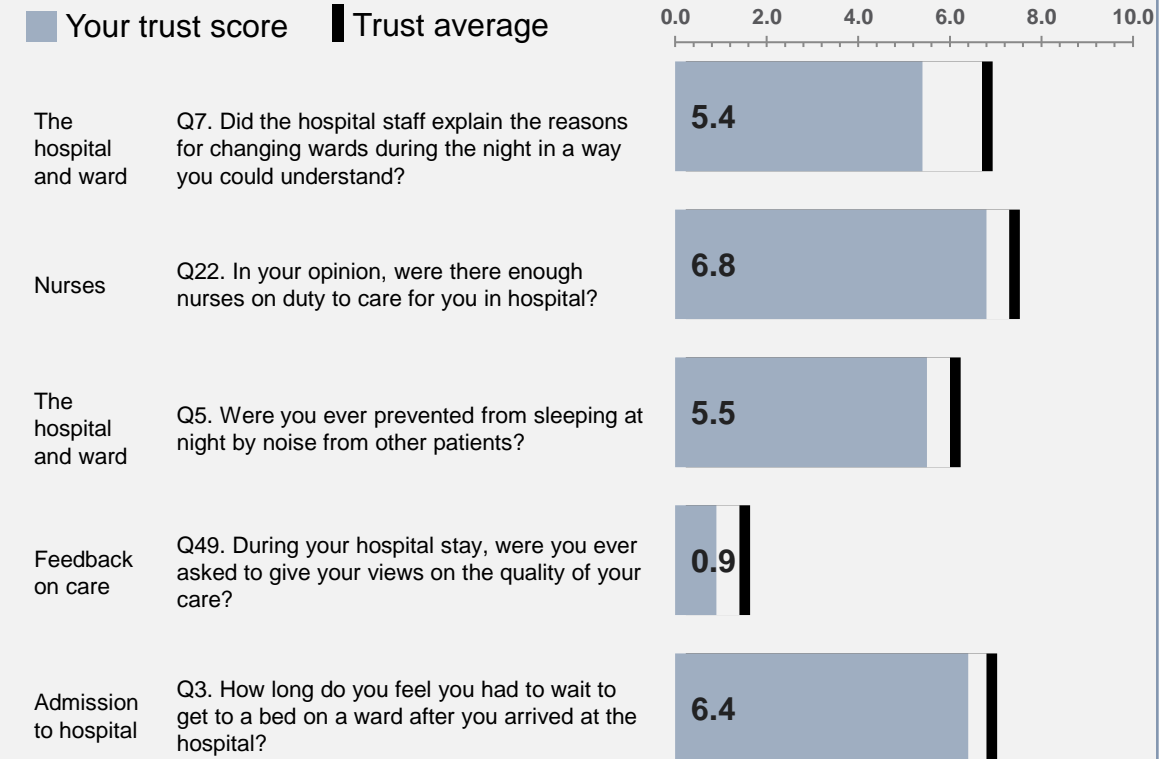 Your trust score
Trust average
0.0 2.0 4.0 6.0 8.0 10.0
The
hospital
and ward
Q7. Did the hospital staff explain the reasons
for changing wards during the night in a way
you could understand?
5.4
Nurses
Q22. In your opinion, were there enough
nurses on duty to care for you in hospital?
6.8
The
hospital
and ward
Q5. Were you ever prevented from sleeping at
night by noise from other patients?
5.5
Feedback
on care
Q49. During your hospital stay, were you ever
asked to give your views on the quality of your
care?
0.9
Admission
to hospital
Q3. How long do you feel you had to wait to
get to a bed on a ward after you arrived at the
hospital?
6.4